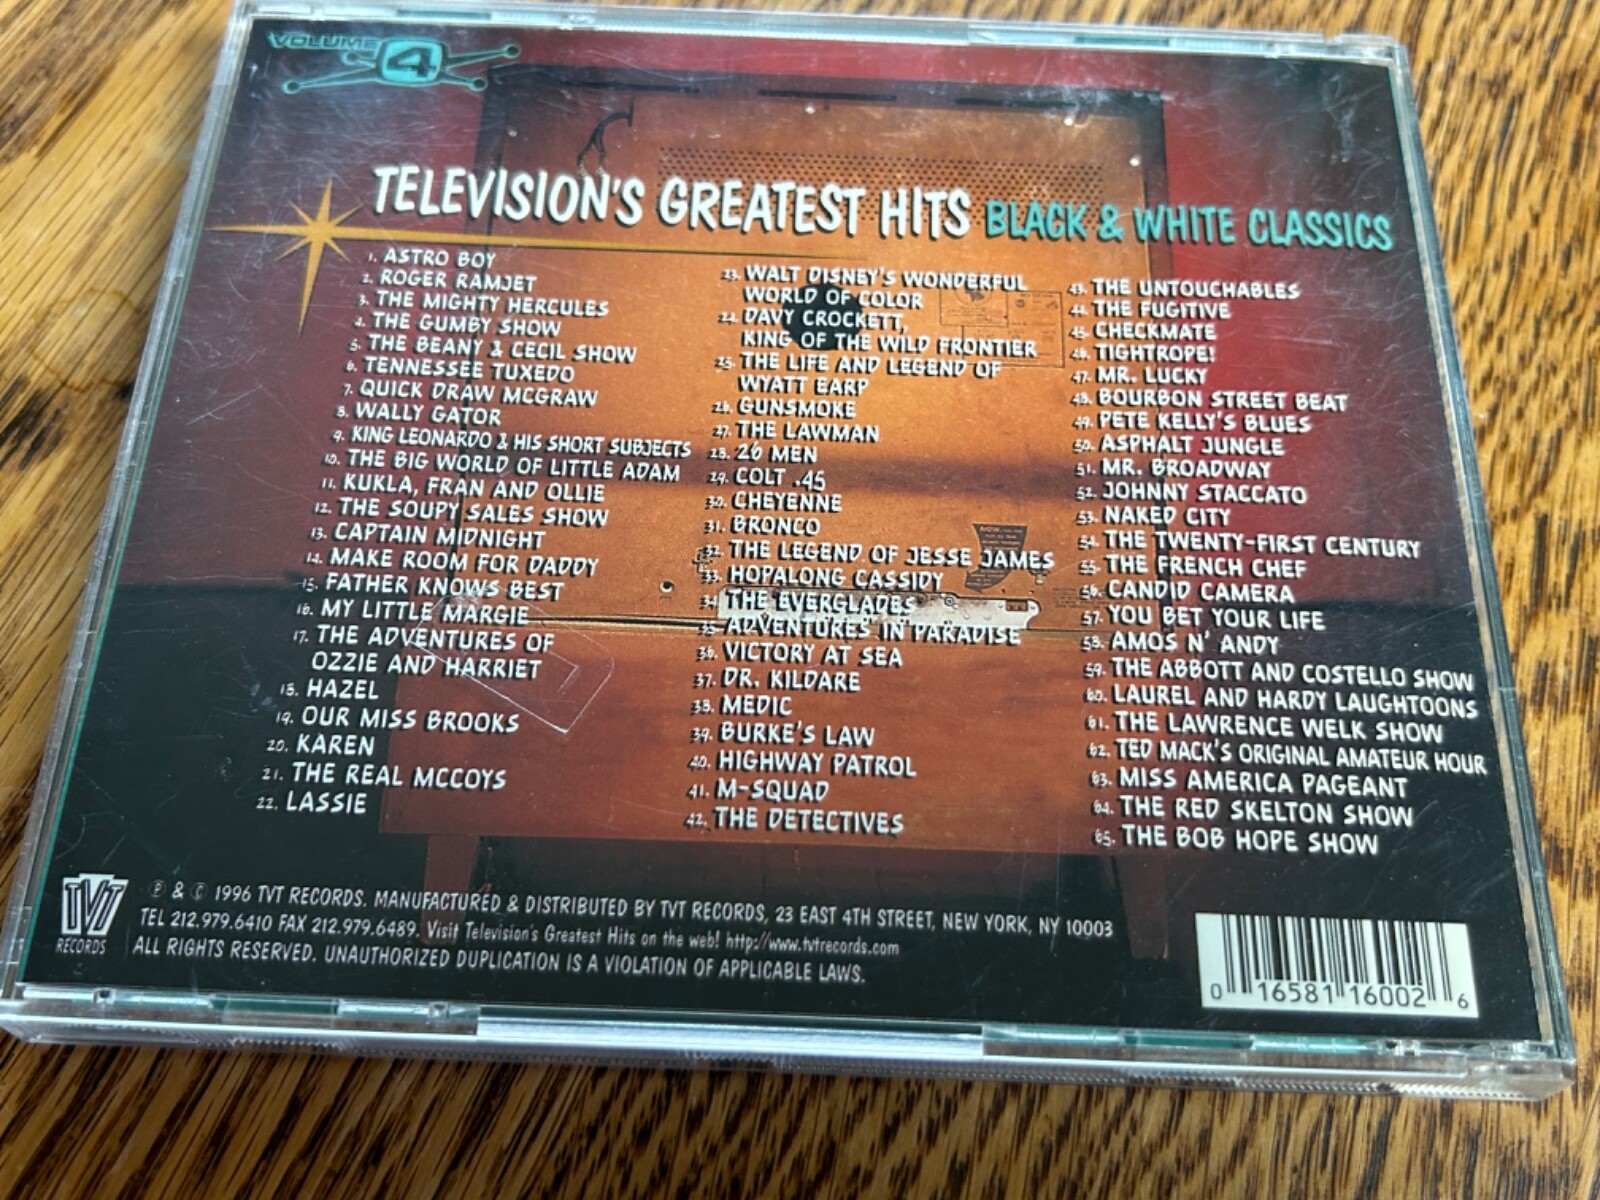 VOLUME 4
TELEVISION'S GREATEST HITS BLACK & WHITE CLASSICS
1. ASTRO BOY
2. ROGER RAMJET
3. THE MIGHTY HERCULES
4. THE GUMBY SHOW
5. THE BEANY & CECIL SHOW
6. TENNESSEE TUXEDO
7. QUICK DRAW MCGRAW
8. WALLY GATOR
9. KING LEONARDO & HIS SHORT SUBJECTS
10. THE BIG WORLD OF LITTLE ADAM
11. KUKLA, FRAN AND OLLIE
12. THE SOUPY SALES SHOW
13. CAPTAIN MIDNIGHT
14. MAKE ROOM FOR DADDY
15. FATHER KNOWS BEST
16. MY LITTLE MARGIE
17. THE ADVENTURES OF
OZZIE AND HARRIET
18. HAZEL
19. OUR MISS BROOKS
20. KAREN
21. THE REAL MCCOYS
22. LASSIE
23. WALT DISNEY'S WONDERFUL
WORLD OF COLOR
24. DAVY CROCKETT,
KING OF THE WILD FRONTIER
25. THE LIFE AND LEGEND OF
WYATT EARP
26. GUNSMOKE
27. THE LAWMAN
28. 26 MEN
29. COLT .45
30. CHEYENNE
31. BRONCO
32. THE LEGEND OF JESSE JAMES
33. HOPALONG CASSIDY
34. THE EVERGLADES
35. ADVENTURES IN PARADISE
36. VICTORY AT SEA
37. DR. KILDARE
38. MEDIC
39. BURKE'S LAW
40. HIGHWAY PATROL
41. M-SQUAD
42. THE DETECTIVES
43. THE UNTOUCHABLES
44. THE FUGITIVE
45. CHECKMATE
46. TIGHTROPE!
47. MR. LUCKY
48. BOURBON STREET BEAT
49. PETE KELLY'S BLUES
50. ASPHALT JUNGLE
51. MR. BROADWAY
52. JOHNNY STACCATO
53. NAKED CITY
54. THE TWENTY-FIRST CENTURY
55. THE FRENCH CHEF
56. CANDID CAMERA
57. YOU BET YOUR LIFE
58. AMOS N' ANDY
59. THE ABBOTT AND COSTELLO SHOW
60. LAUREL AND HARDY LAUGHTOONS
61. THE LAWRENCE WELK SHOW
62. TED MACK'S ORIGINAL AMATEUR HOUR
63. MISS AMERICA PAGEANT
64. THE RED SKELTON SHOW
65. THE BOB HOPE SHOW
TVT
RECORDS
℗ & © 1996 TVT RECORDS. MANUFACTURED & DISTRIBUTED BY TVT RECORDS, 23 EAST 4TH STREET, NEW YORK, NY 10003
TEL 212.979.6410 FAX 212.979.6489. Visit Television's Greatest Hits on the web! http://www.tvtrecords.com
ALL RIGHTS RESERVED. UNAUTHORIZED DUPLICATION IS A VIOLATION OF APPLICABLE LAWS.
0 16581 16002 6